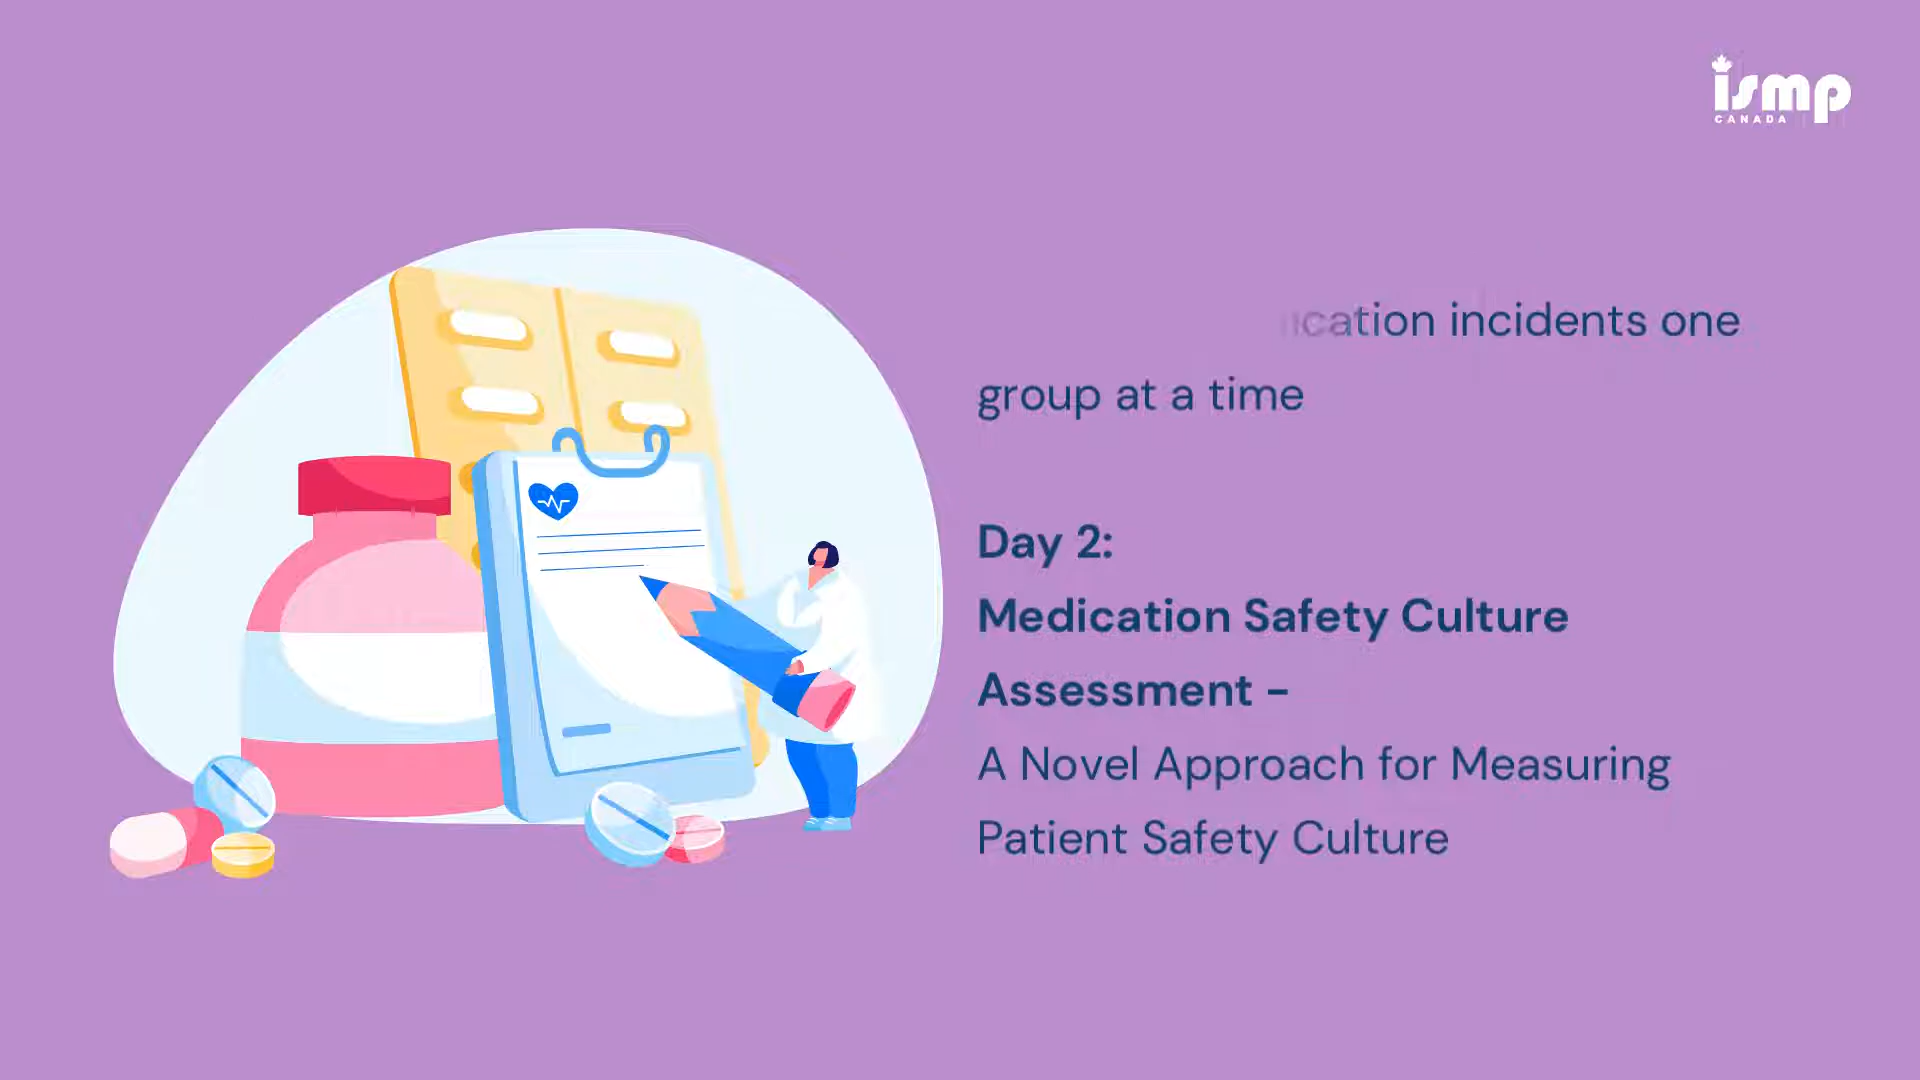 ismp
CANADA
incidents one
group at a time
Day 2:
Medication Safety Culture
Assessment –
A Novel Approach for Measuring
Patient Safety Culture